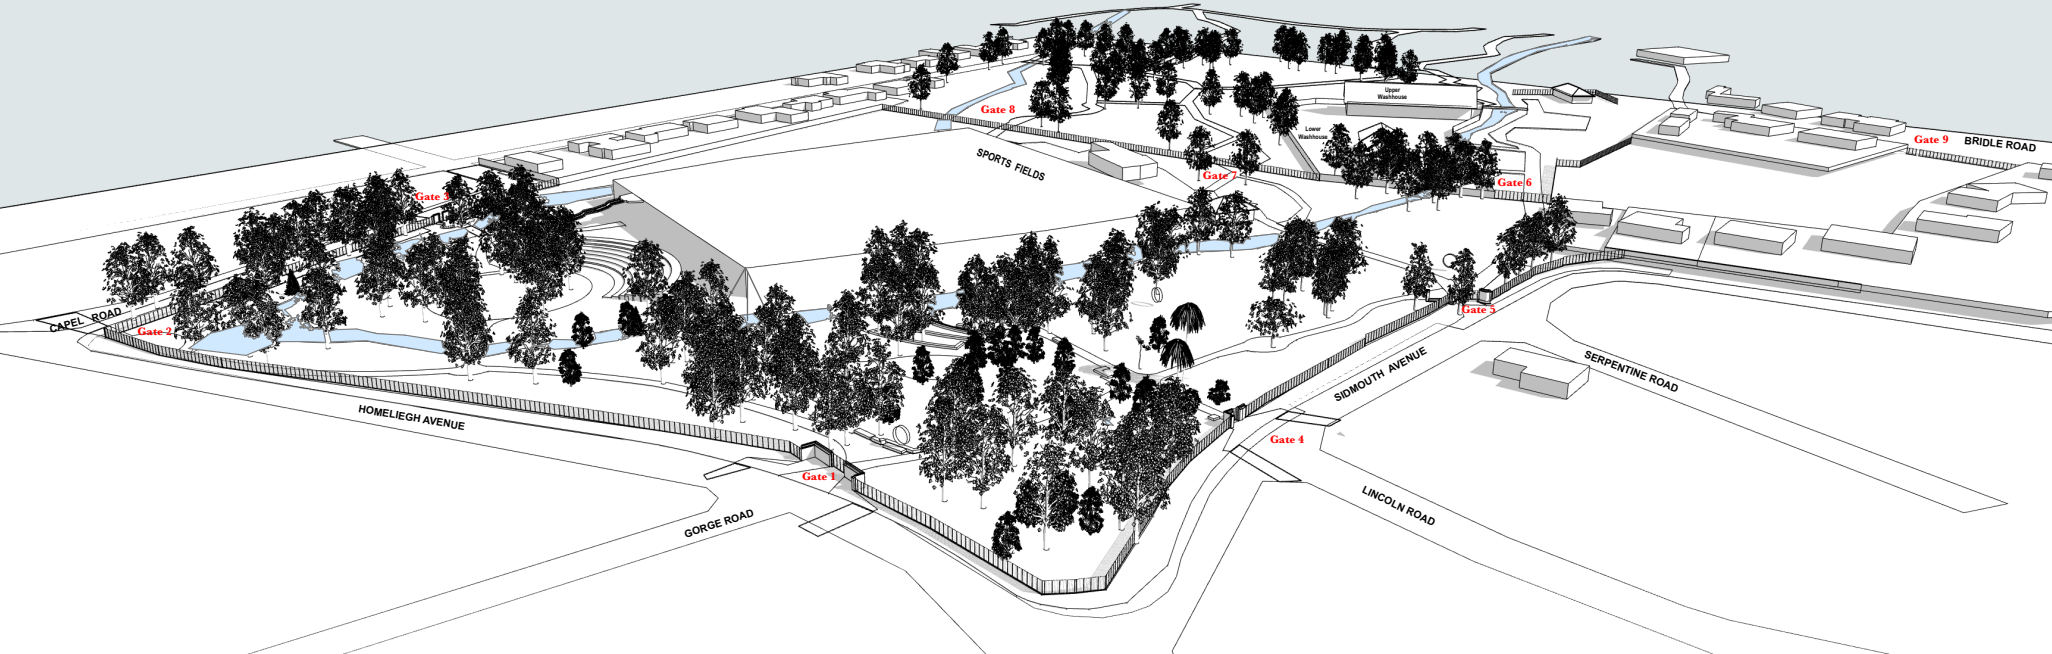 Upper
Washhouse
Gate 8
Lower
Washhouse
Gate 9
BRIDLE ROAD
SPORTS FIELDS
Gate 7
Gate 6
Gate 3
CAPEL ROAD
Gate 2
Gate 5
SERPENTINE ROAD
SIDMOUTH AVENUE
HOMELIEGH AVENUE
Gate 4
Gate 1
LINCOLN ROAD
GORGE ROAD